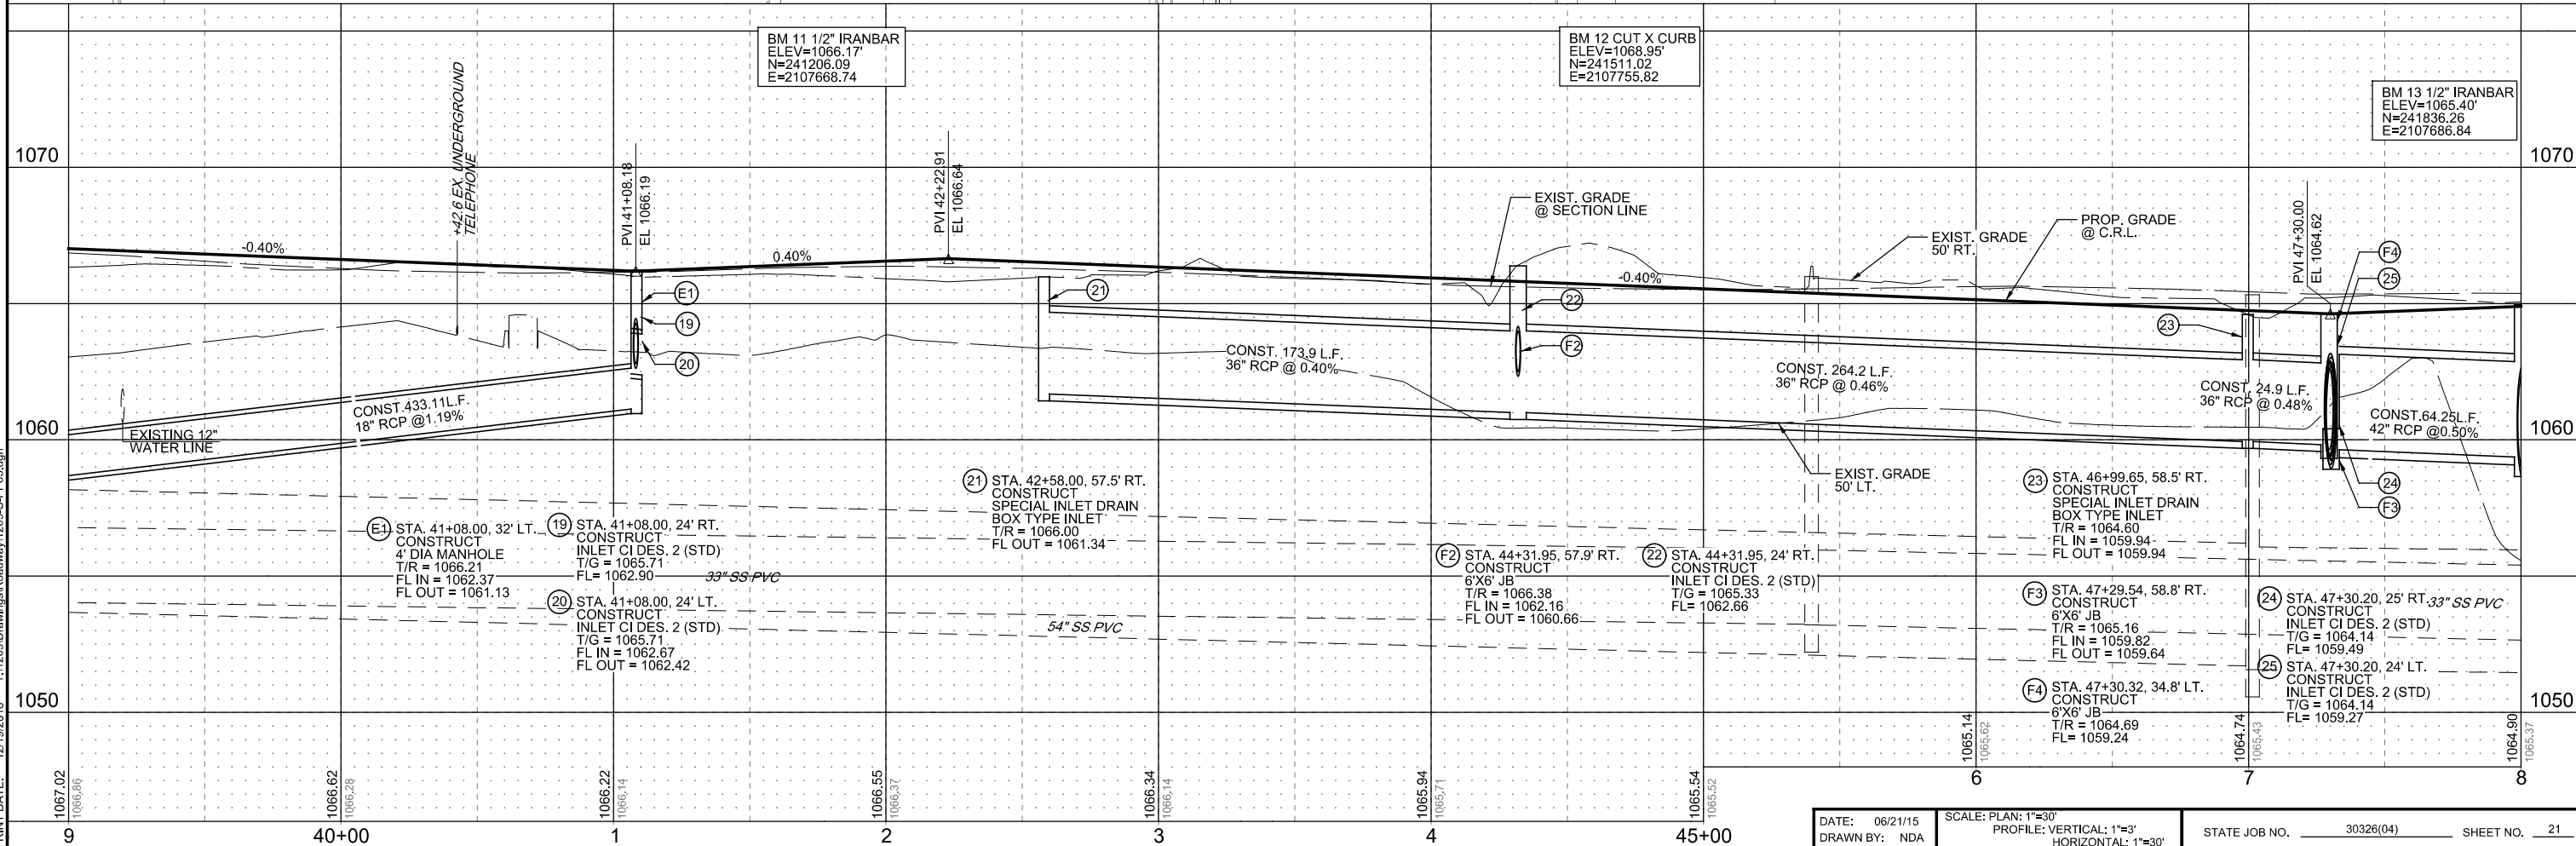 BM 11 1/2" IRANBAR
ELEV=1066.17'
N=241206.09
E=2107668.74
BM 12 CUT X CURB
ELEV=1068.95'
N=241511.02
E=2107755.82
BM 13 1/2" IRANBAR
ELEV=1065.40'
N=241836.26
E=2107686.84
1070
1070
1060
1060
1050
1050
+42.6 EX. UNDERGROUND
TELEPHONE
PVI 41+08.18
EL 1066.19
PVI 42+22.91
EL 1066.64
PVI 47+30.00
EL 1064.62
-0.40%
0.40%
-0.40%
EXIST. GRADE
@ SECTION LINE
EXIST. GRADE
50' RT.
PROP. GRADE
@ C.R.L.
E1
19
20
21
22
F2
23
F4
25
24
F3
CONST.433.11L.F.
18" RCP @1.19%
EXISTING 12"
WATER LINE
CONST. 173.9 L.F.
36" RCP @ 0.40%
CONST. 264.2 L.F.
36" RCP @ 0.46%
CONST. 24.9 L.F.
36" RCP @ 0.48%
CONST.64.25L.F.
42" RCP @0.50%
EXIST. GRADE
50' LT.
E1 STA. 41+08.00, 32' LT.
CONSTRUCT
4' DIA MANHOLE
T/R = 1066.21
FL IN = 1062.37
FL OUT = 1061.13
19 STA. 41+08.00, 24' RT.
CONSTRUCT
INLET CI DES. 2 (STD)
T/G = 1065.71
FL= 1062.90
20 STA. 41+08.00, 24' LT.
CONSTRUCT
INLET CI DES. 2 (STD)
T/G = 1065.71
FL IN = 1062.67
FL OUT = 1062.42
33" SS PVC
54" SS PVC
21 STA. 42+58.00, 57.5' RT.
CONSTRUCT
SPECIAL INLET DRAIN
BOX TYPE INLET
T/R = 1066.00
FL OUT = 1061.34
F2 STA. 44+31.95, 57.9' RT.
CONSTRUCT
6'X6' JB
T/R = 1066.38
FL IN = 1062.16
FL OUT = 1060.66
22 STA. 44+31.95, 24' RT.
CONSTRUCT
INLET CI DES. 2 (STD)
T/G = 1065.33
FL= 1062.66
23 STA. 46+99.65, 58.5' RT.
CONSTRUCT
SPECIAL INLET DRAIN
BOX TYPE INLET
T/R = 1064.60
FL IN = 1059.94
FL OUT = 1059.94
F3 STA. 47+29.54, 58.8' RT.
CONSTRUCT
6'X6' JB
T/R = 1065.16
FL IN = 1059.82
FL OUT = 1059.64
F4 STA. 47+30.32, 34.8' LT.
CONSTRUCT
6'X6' JB
T/R = 1064.69
FL= 1059.24
24 STA. 47+30.20, 25' RT.
CONSTRUCT
INLET CI DES. 2 (STD)
T/G = 1064.14
FL= 1059.49
33" SS PVC
25 STA. 47+30.20, 24' LT.
CONSTRUCT
INLET CI DES. 2 (STD)
T/G = 1064.14
FL= 1059.27
1067.02
1066.86
1066.62
1066.28
1066.22
1066.14
1066.55
1066.37
1066.34
1066.14
1065.94
1065.71
1065.54
1065.52
1065.14
1065.62
1064.74
1065.43
1064.90
1065.37
9
40+00
1
2
3
4
45+00
6
7
8
DATE: 06/21/15
DRAWN BY: NDA
SCALE: PLAN: 1"=30'
PROFILE: VERTICAL: 1"=3'
HORIZONTAL: 1"=30'
STATE JOB NO. 30326(04) SHEET NO. 21